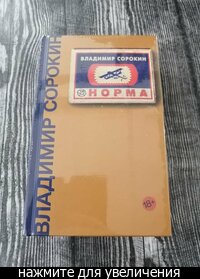 ВЛАДИМИР СОРОКИН
ВЛАДИМИР СОРОКИН
НОРМА
18+
нажмите для увеличения